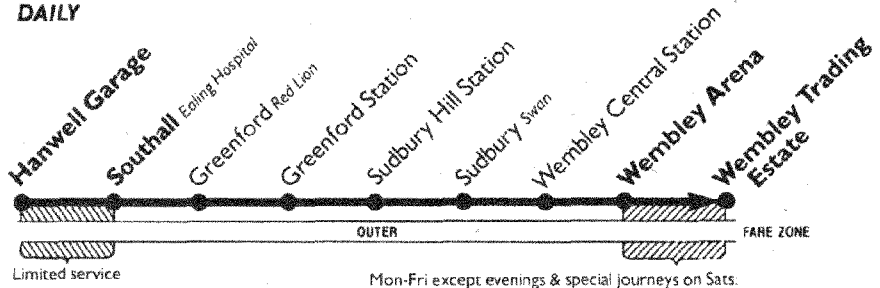 DAILY
Hanwell Garage
Southall Ealing Hospital
Greenford Red Lion
Greenford Station
Sudbury Hill Station
Sudbury Swan
Wembley Central Station
Wembley Arena
Wembley Trading
Estate
OUTER
FARE ZONE
Limited service
Mon-Fri except evenings & special journeys on Sats.